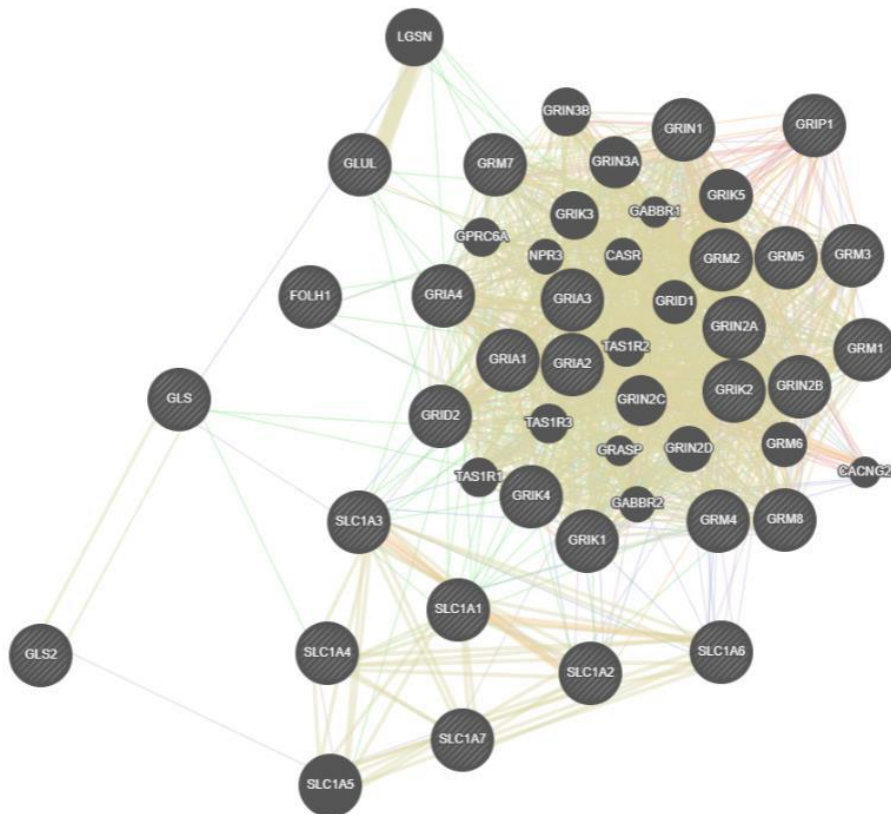 LGSN
GRIN3B
GRIN1
GRIP1
GLUL
GRM7
GRIN3A
GRIK5
GRIK3
GABBR1
GPRC6A
NPR3
CASR
GRM2
GRM5
GRM3
FOLH1
GRIA4
GRIA3
GRID1
GRIN2A
GRIA1
GRIA2
TAS1R2
GRM1
GLS
GRID2
GRIN2C
GRIK2
GRIN2B
TAS1R3
GRASP
GRIN2D
GRM6
CACNG2
TAS1R1
GRIK4
GABBR2
SLC1A3
GRIK1
GRM4
GRM8
SLC1A1
GLS2
SLC1A4
SLC1A2
SLC1A6
SLC1A7
SLC1A5